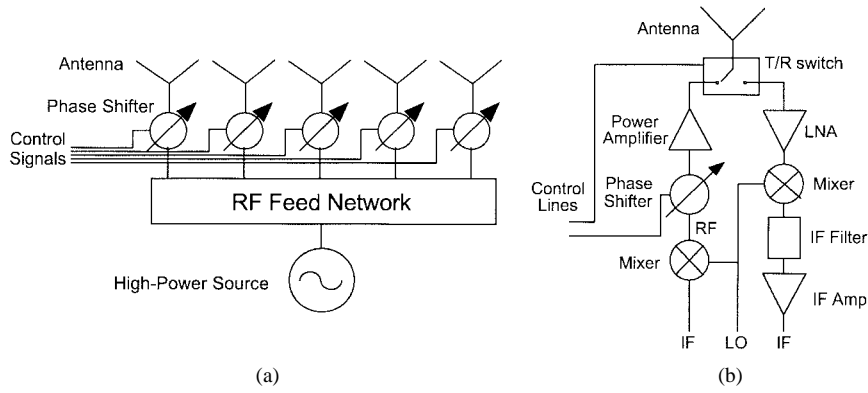 Antenna
Phase Shifter
Control
Signals
RF Feed Network
High-Power Source
(a)
Antenna
T/R switch
Power
Amplifier
LNA
Control
Lines
Phase
Shifter
Mixer
RF
IF Filter
Mixer
IF Amp
IF
LO
IF
(b)